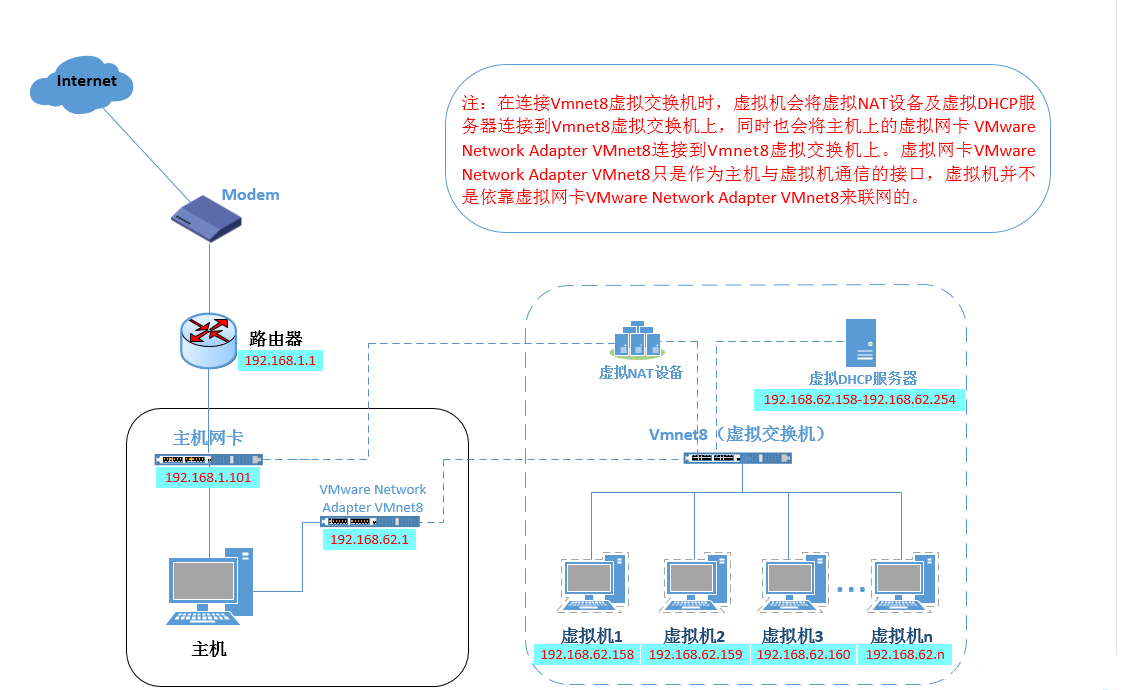 Internet
注：在连接Vmnet8虚拟交换机时，虚拟机会将虚拟NAT设备及虚拟DHCP服
务器连接到Vmnet8虚拟交换机上，同时也会将主机上的虚拟网卡 VMware
Network Adapter VMnet8连接到Vmnet8虚拟交换机上。虚拟网卡VMware
Network Adapter VMnet8只是作为主机与虚拟机通信的接口，虚拟机并不
是依靠虚拟网卡VMware Network Adapter VMnet8来联网的。
Modem
路由器
192.168.1.1
虚拟NAT设备
虚拟DHCP服务器
192.168.62.158-192.168.62.254
主机网卡
192.168.1.101
Vmnet8（虚拟交换机）
VMware Network
Adapter VMnet8
192.168.62.1
主机
虚拟机1
192.168.62.158
虚拟机2
192.168.62.159
虚拟机3
192.168.62.160
虚拟机n
192.168.62.n